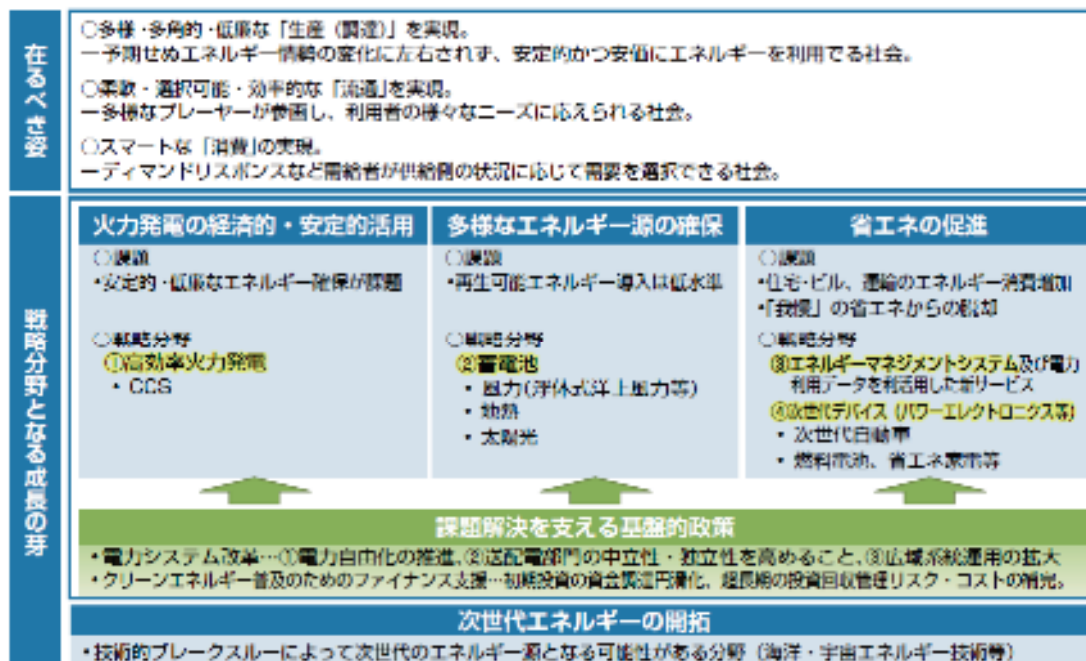 在るべき姿
○多様・多角的・低廉な「生産（調達）」を実現。
ー予期せぬエネルギー情勢の変化に左右されず、安定的かつ安価にエネルギーを利用でる社会。
○柔軟・選択可能・効率的な「流通」を実現。
ー多様なプレーヤーが参画し、利用者の様々なニーズに応えられる社会。
○スマートな「消費」の実現。
ーディマンドリスポンスなど需給者が供給側の状況に応じて需要を選択できる社会。
戦略分野となる成長の芽
火力発電の経済的・安定的活用
○課題
・安定的・低廉なエネルギー確保が課題
○戦略分野
①高効率火力発電
・CCS
多様なエネルギー源の確保
○課題
・再生可能エネルギー導入は低水準
○戦略分野
②蓄電池
・風力(浮体式洋上風力等)
・地熱
・太陽光
省エネの促進
○課題
・住宅・ビル、運輸のエネルギー消費増加
・「我慢」の省エネからの脱却
○戦略分野
③エネルギーマネジメントシステム及び電力
利用データを利活用した新サービス
④次世代デバイス（パワーエレクトロニクス等）
・次世代自動車
・燃料電池、省エネ家電等
課題解決を支える基盤的政策
・電力システム改革…①電力自由化の推進、②送配電部門の中立性・独立性を高めること、③広域系統運用の拡大
・クリーンエネルギー普及のためのファイナンス支援…初期投資の資金調達円滑化、超長期の投資回収管理リスク・コストの補完。
次世代エネルギーの開拓
・技術的ブレークスルーによって次世代のエネルギー源となる可能性がある分野（海洋・宇宙エネルギー技術等）